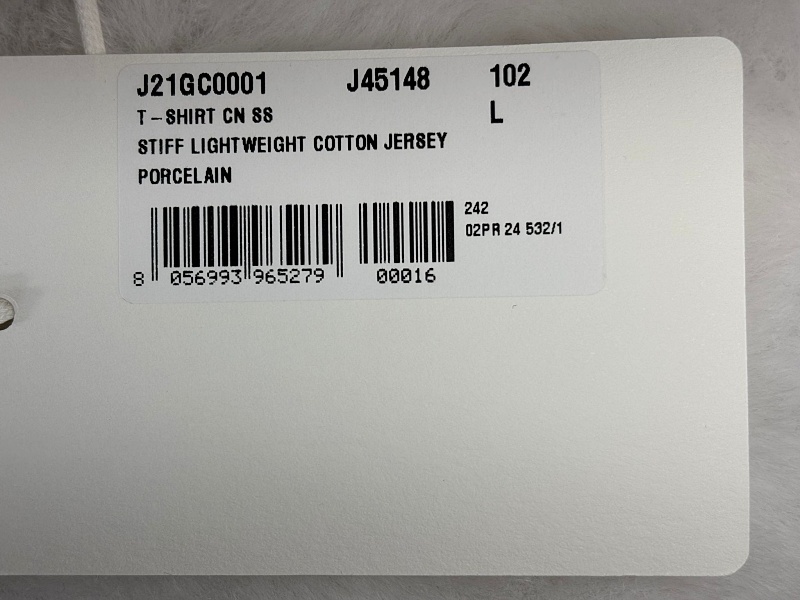 J21GC0001 J45148 102
T-SHIRT CN SS L
STIFF LIGHTWEIGHT COTTON JERSEY
PORCELAIN
242
02PR 24 532/1
8 056993 965279 00016